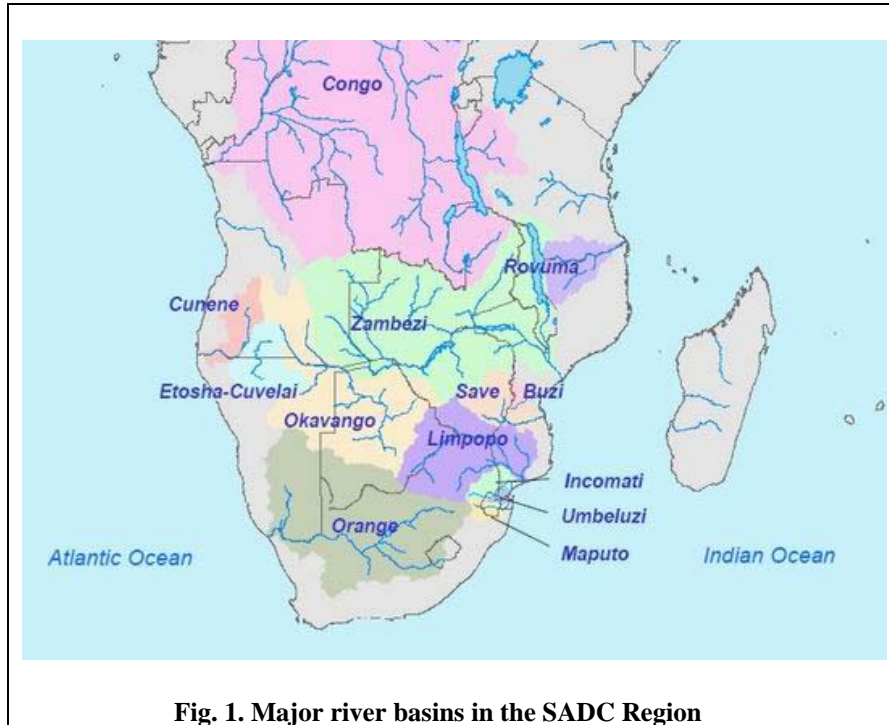 Congo
Rovuma
Cunene
Zambezi
Etosha-Cuvelai
Save
Buzi
Okavango
Limpopo
Incomati
Umbeluzi
Orange
Maputo
Atlantic Ocean
Indian Ocean
Fig. 1. Major river basins in the SADC Region